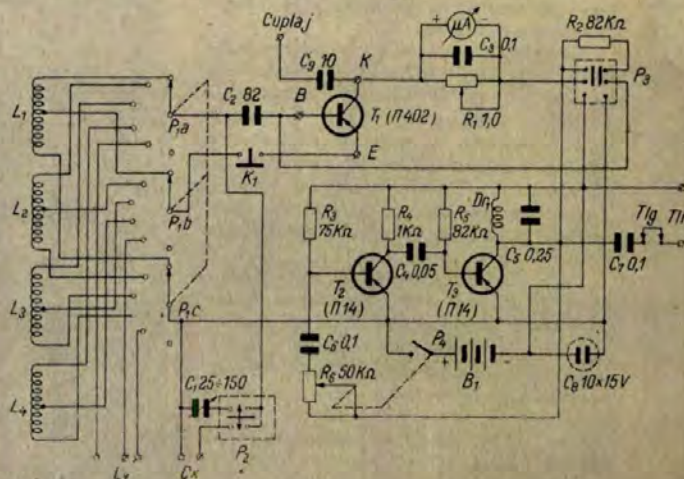 Cuplaj
μA
+ -
R2 82KΩ
C3 0,1
C9 10
K
C2 82
B
P3
L1
P1a
T1 (П402)
R1 1,0
E
K1
L2
P1b
R3
75KΩ
R4
1KΩ
R5
82KΩ
Dr1
C5 0,25
Tlg
Tlf
C4 0,05
C7 0,1
T2
(П14)
T3
(П14)
L3
P1c
P4
+ -
B1
C6 0,1
R6 50KΩ
C8 10×15V
L4
C1 25÷150
P2
Lx
Cx